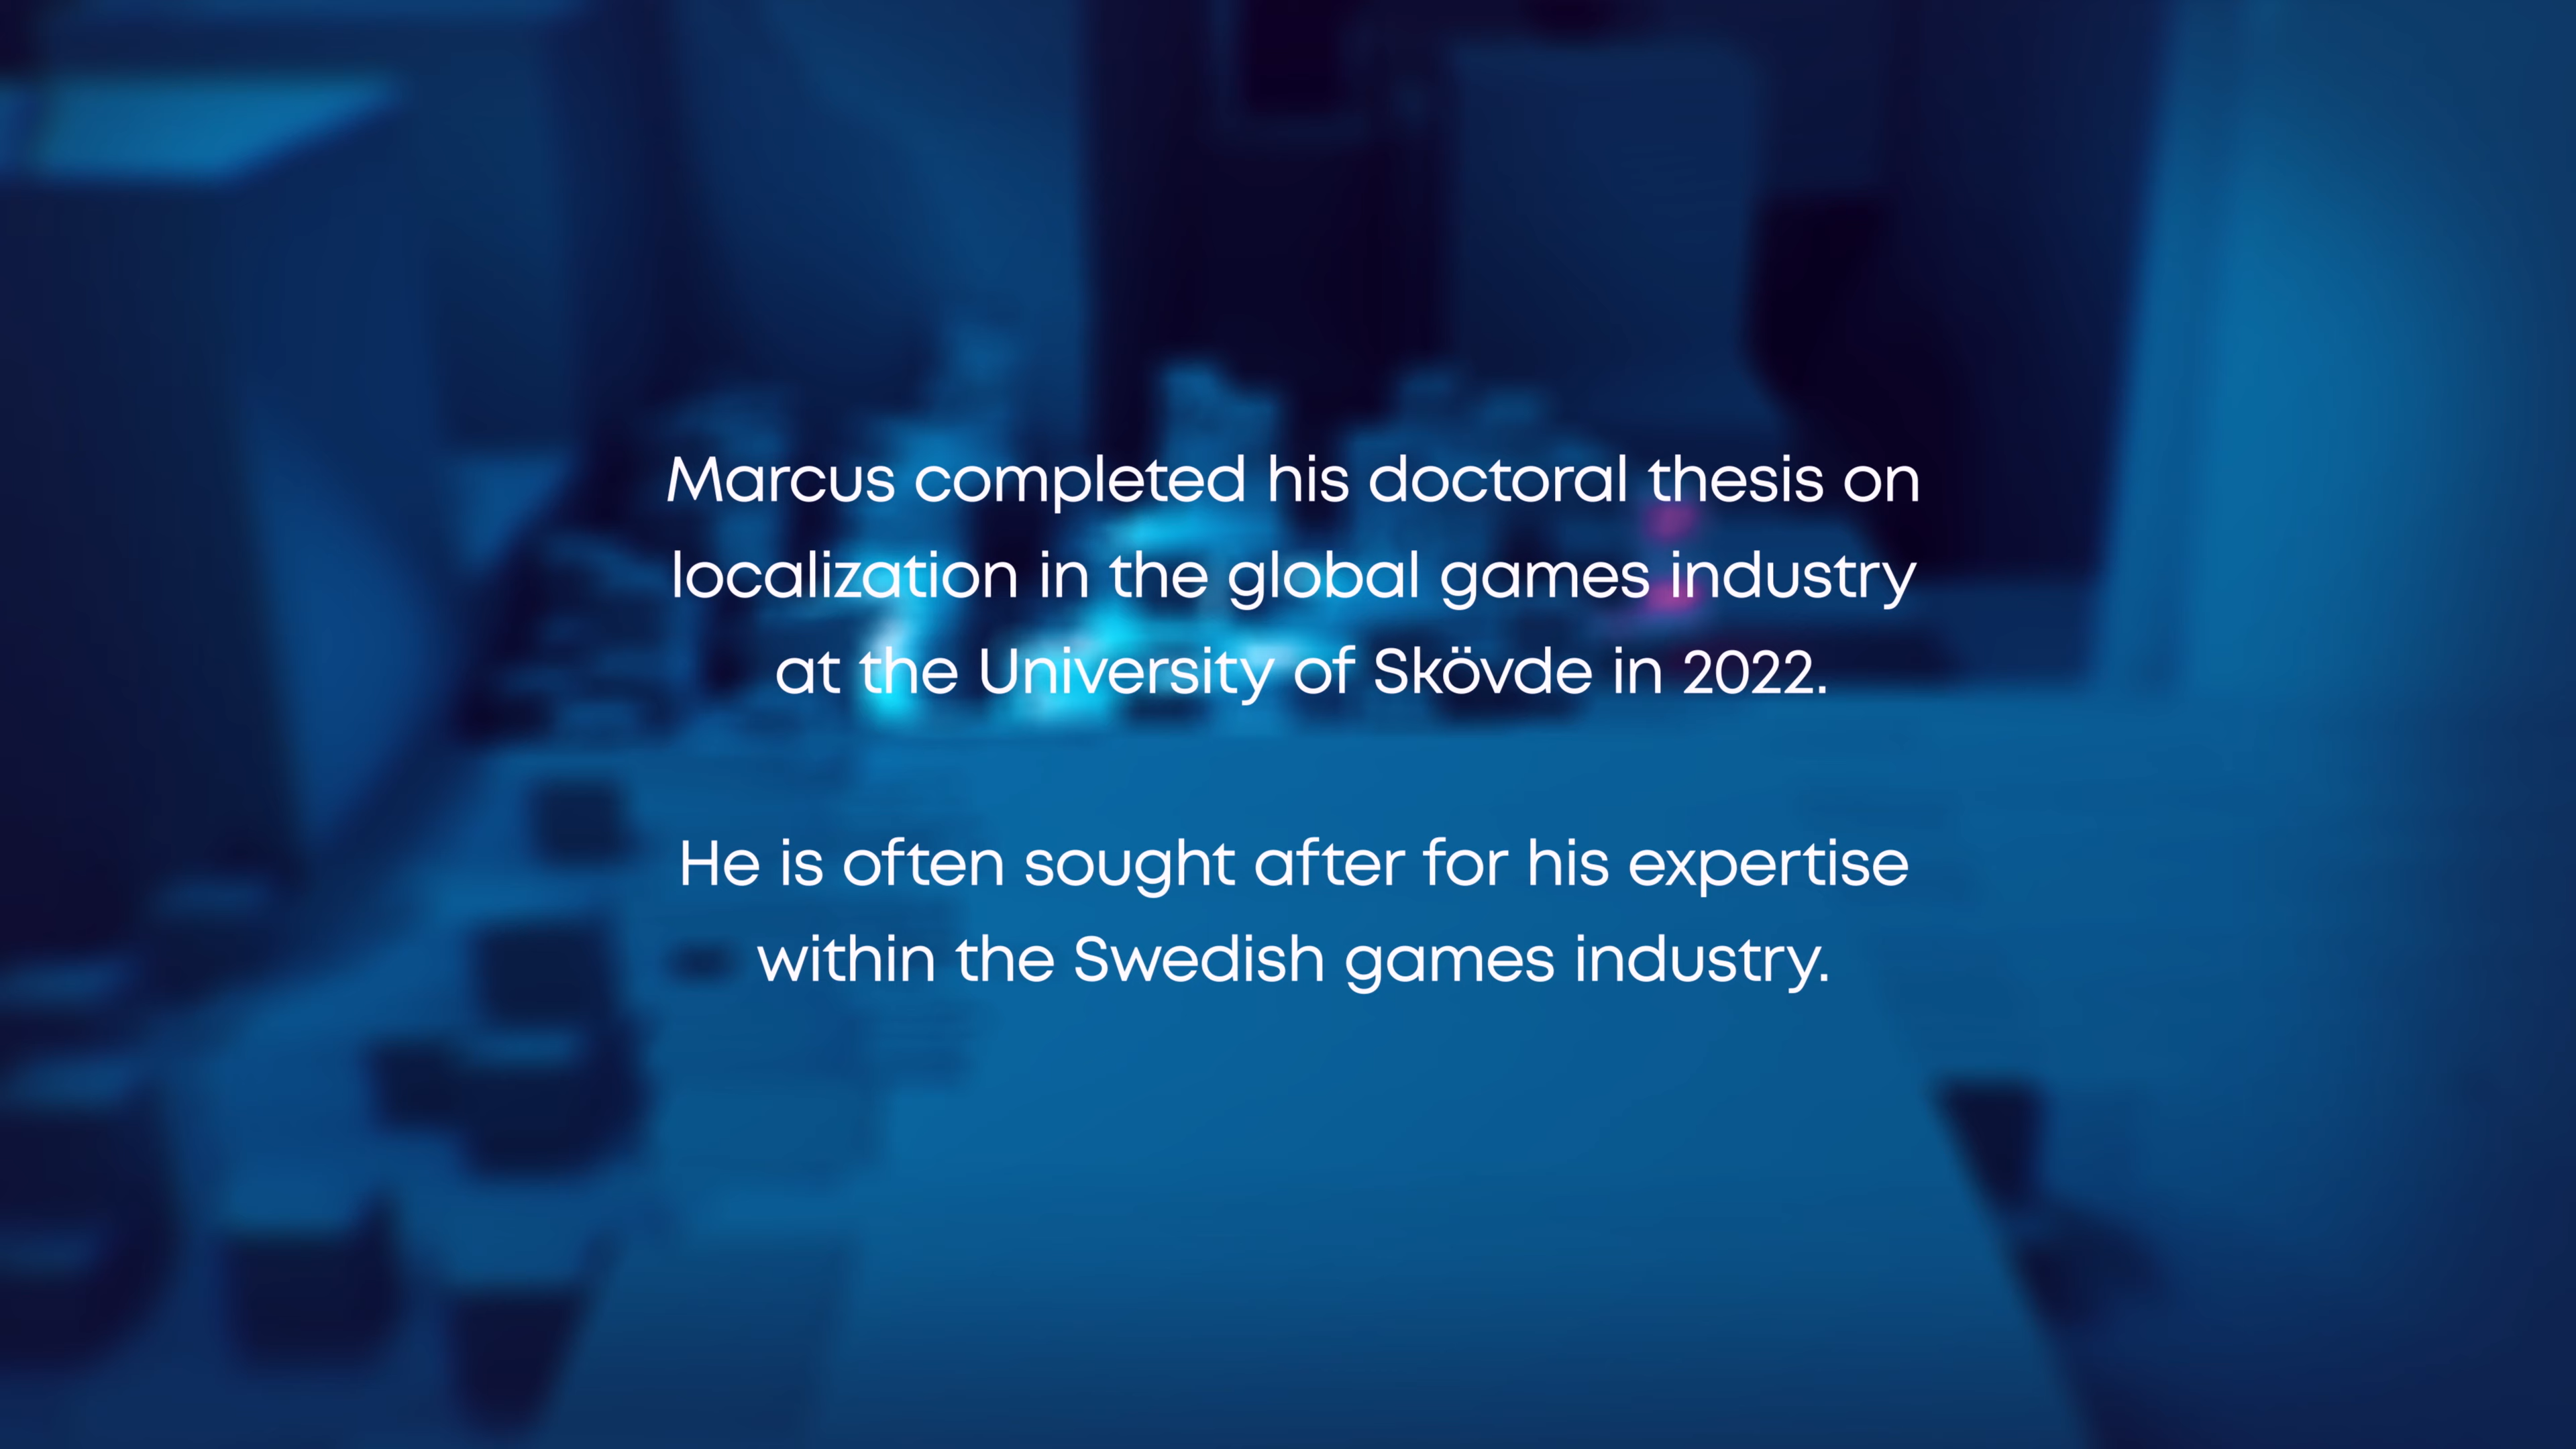 Marcus completed his doctoral thesis on
localization in the global games industry
at the University of Skövde in 2022.
He is often sought after for his expertise
within the Swedish games industry.